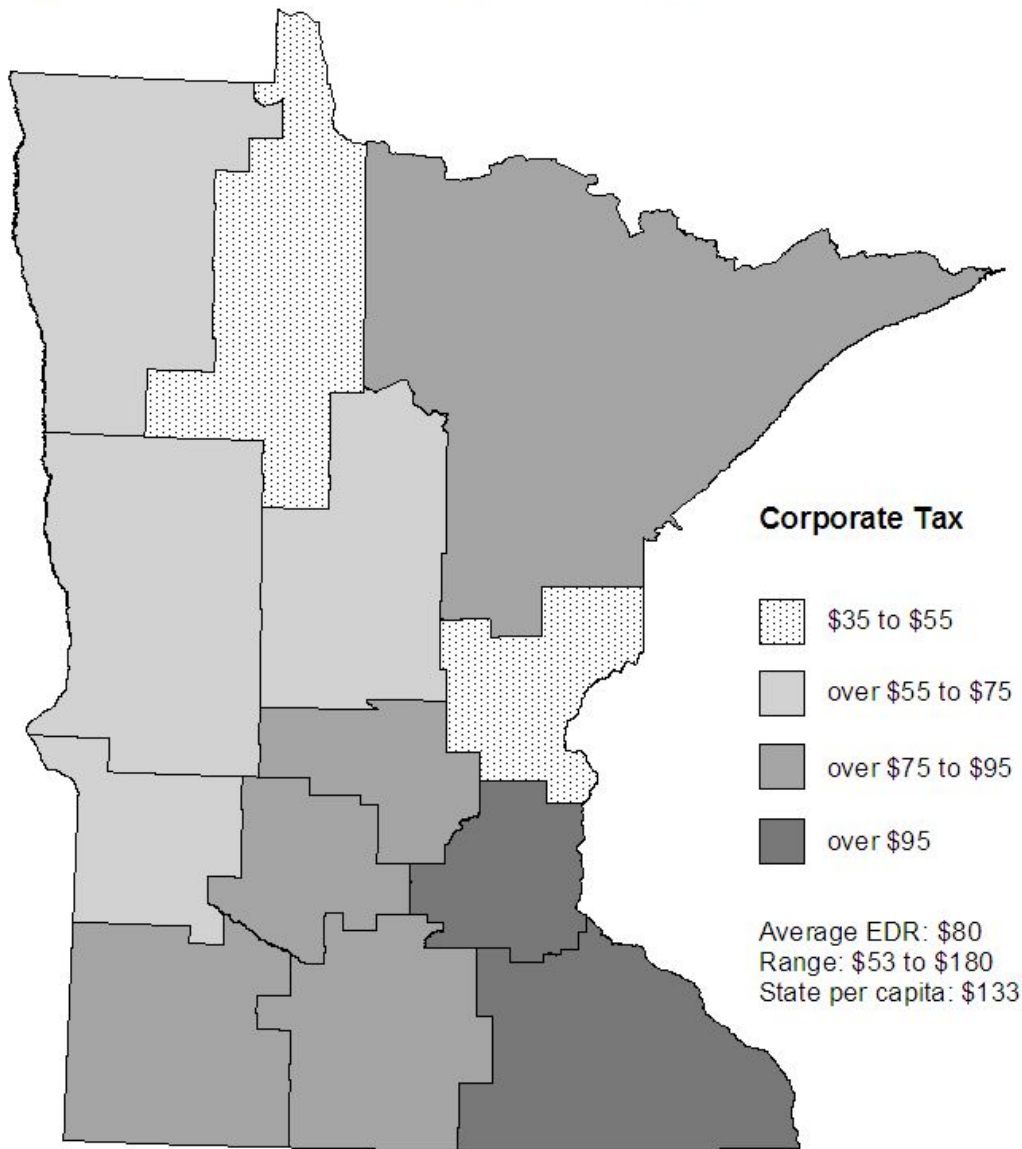 Corporate Tax
$35 to $55
over $55 to $75
over $75 to $95
over $95
Average EDR: $80
Range: $53 to $180
State per capita: $133